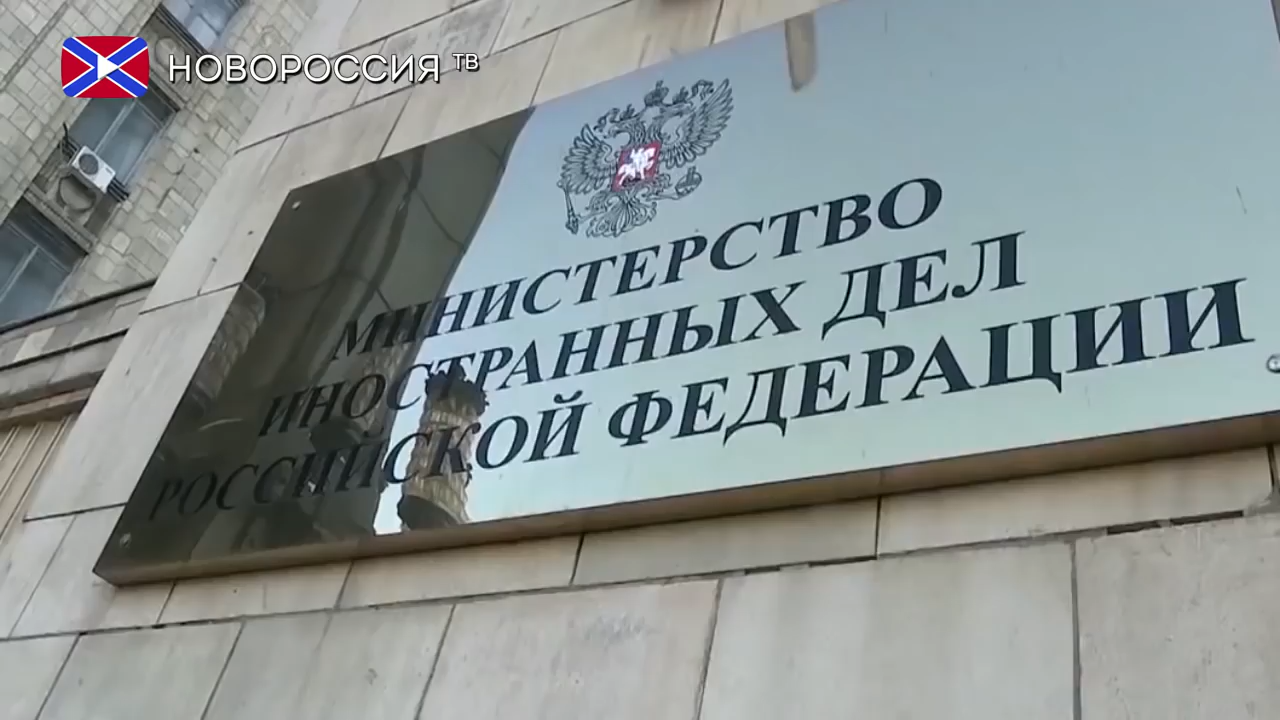 НОВОРОССИЯ ТВ
МИНИСТЕРСТВО
ИНОСТРАННЫХ ДЕЛ
РОССИЙСКОЙ ФЕДЕРАЦИИ